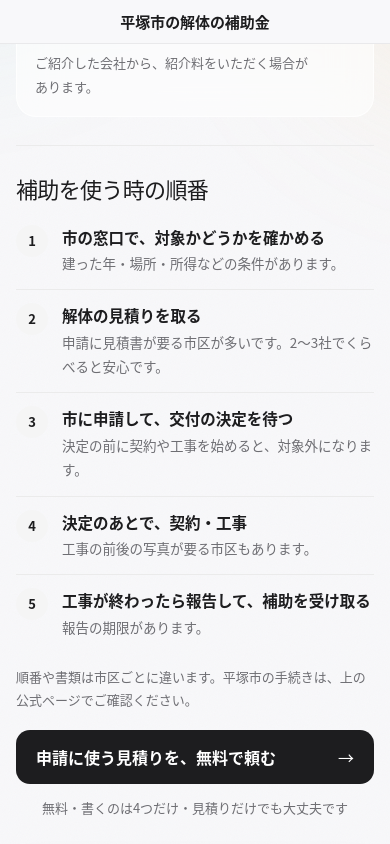 平塚市の解体の補助金
ご紹介した会社から、紹介料をいただく場合が
あります。
補助を使う時の順番
1
市の窓口で、対象かどうかを確かめる
建った年・場所・所得などの条件があります。
2
解体の見積りを取る
申請に見積書が要る市区が多いです。2〜3社でくら
べると安心です。
3
市に申請して、交付の決定を待つ
決定の前に契約や工事を始めると、対象外になりま
す。
4
決定のあとで、契約・工事
工事の前後の写真が要る市区もあります。
5
工事が終わったら報告して、補助を受け取る
報告の期限があります。
順番や書類は市区ごとに違います。平塚市の手続きは、上の
公式ページでご確認ください。
申請に使う見積りを、無料で頼む →
無料・書くのは4つだけ・見積りだけでも大丈夫です